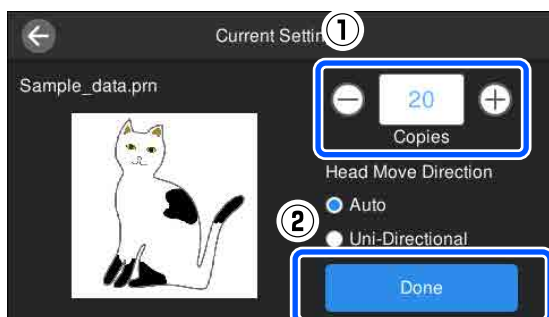 Current Settin
①
Sample_data.prn
20
Copies
Head Move Direction
Auto
②
Uni-Directional
Done